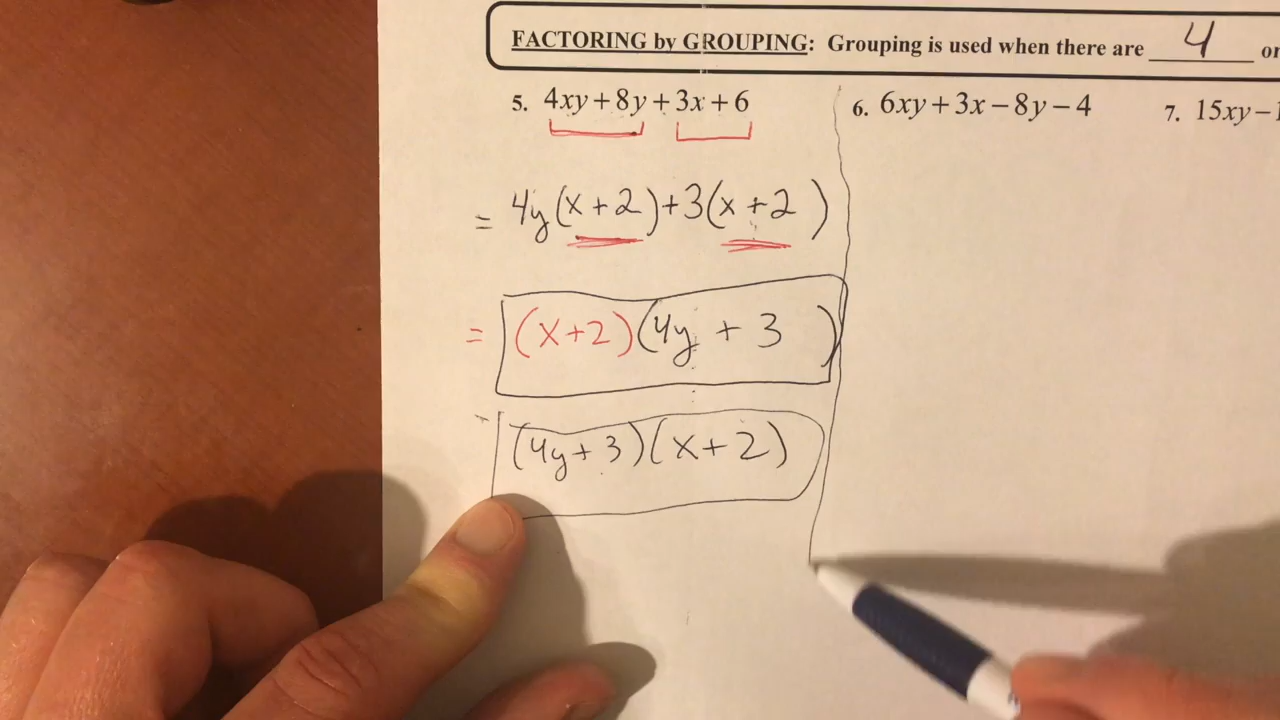 FACTORING by GROUPING: Grouping is used when there are 4 or
5. 4xy + 8y + 3x + 6
6. 6xy + 3x − 8y − 4
7. 15xy −
= 4y(x+2)+3(x+2)
= (x+2)(4y + 3)
(4y+3)(x+2)